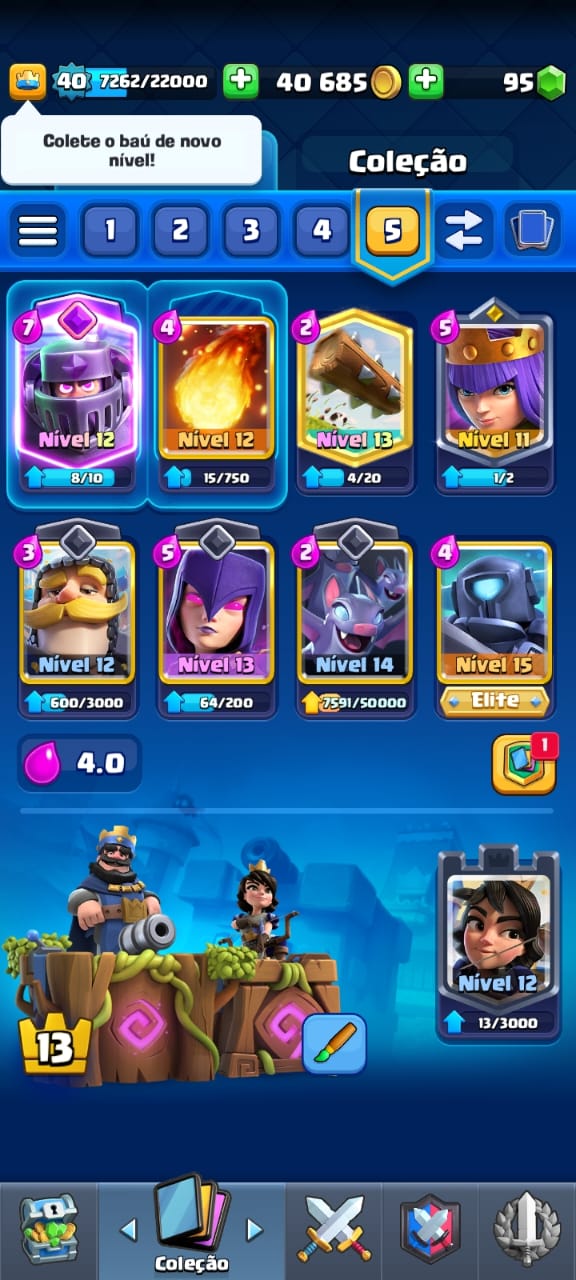 40 7262/22000
40 685
95
Colete o baú de novo
nível!
Coleção
1 2 3 4 5
7
4
2
5
Nível 12
Nível 12
Nível 13
Nível 11
8/10
15/750
4/20
1/2
3
5
2
4
Nível 12
Nível 13
Nível 14
Nível 15
600/3000
64/200
7591/50000
Elite
4.0
1
Nível 12
13/3000
13
Coleção